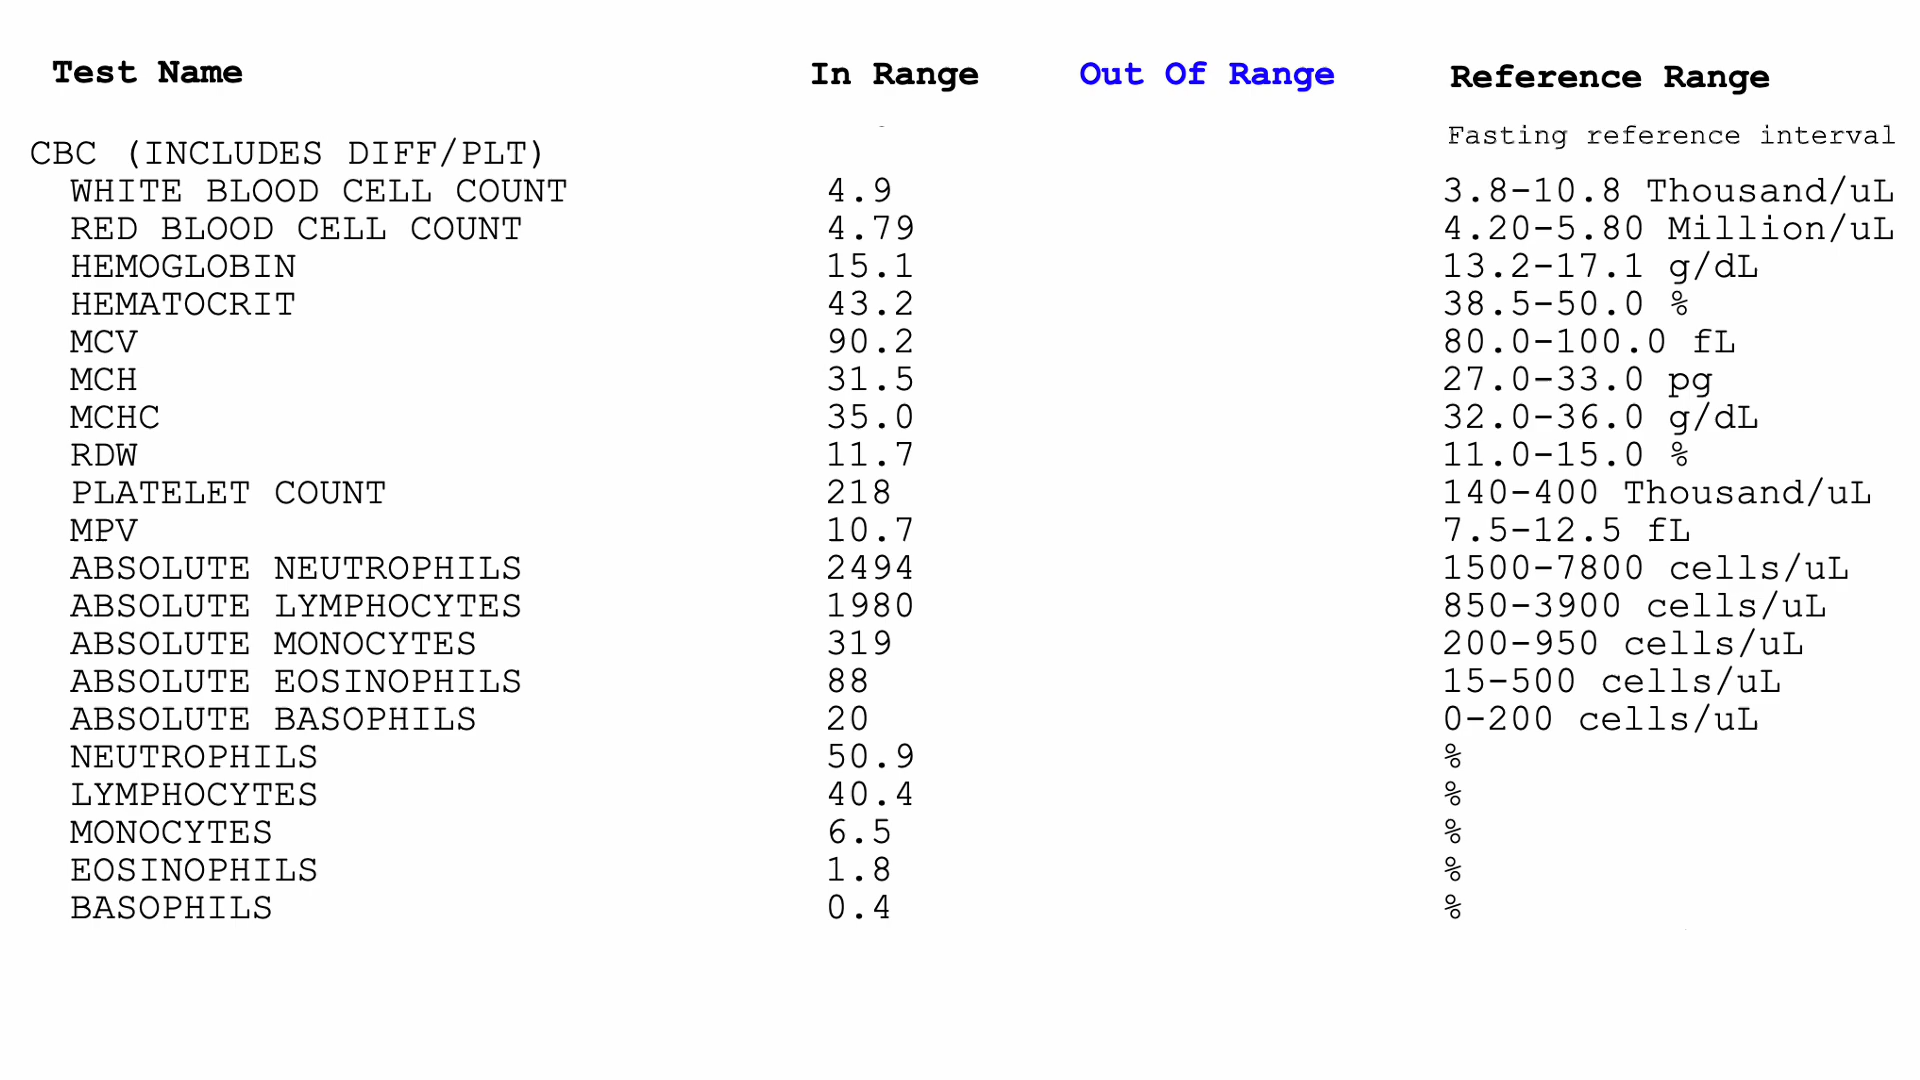 Test Name In Range Out Of Range Reference Range
Fasting reference interval
CBC (INCLUDES DIFF/PLT)
WHITE BLOOD CELL COUNT 4.9 3.8-10.8 Thousand/uL
RED BLOOD CELL COUNT 4.79 4.20-5.80 Million/uL
HEMOGLOBIN 15.1 13.2-17.1 g/dL
HEMATOCRIT 43.2 38.5-50.0 %
MCV 90.2 80.0-100.0 fL
MCH 31.5 27.0-33.0 pg
MCHC 35.0 32.0-36.0 g/dL
RDW 11.7 11.0-15.0 %
PLATELET COUNT 218 140-400 Thousand/uL
MPV 10.7 7.5-12.5 fL
ABSOLUTE NEUTROPHILS 2494 1500-7800 cells/uL
ABSOLUTE LYMPHOCYTES 1980 850-3900 cells/uL
ABSOLUTE MONOCYTES 319 200-950 cells/uL
ABSOLUTE EOSINOPHILS 88 15-500 cells/uL
ABSOLUTE BASOPHILS 20 0-200 cells/uL
NEUTROPHILS 50.9 %
LYMPHOCYTES 40.4 %
MONOCYTES 6.5 %
EOSINOPHILS 1.8 %
BASOPHILS 0.4 %